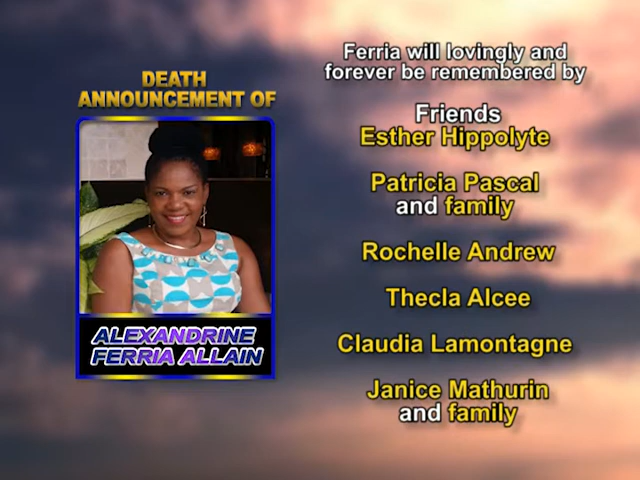 DEATH
ANNOUNCEMENT OF
ALEXANDRINE
FERRIA ALLAIN
Ferria will lovingly and
forever be remembered by
Friends
Esther Hippolyte
Patricia Pascal
and family
Rochelle Andrew
Thecla Alcee
Claudia Lamontagne
Janice Mathurin
and family